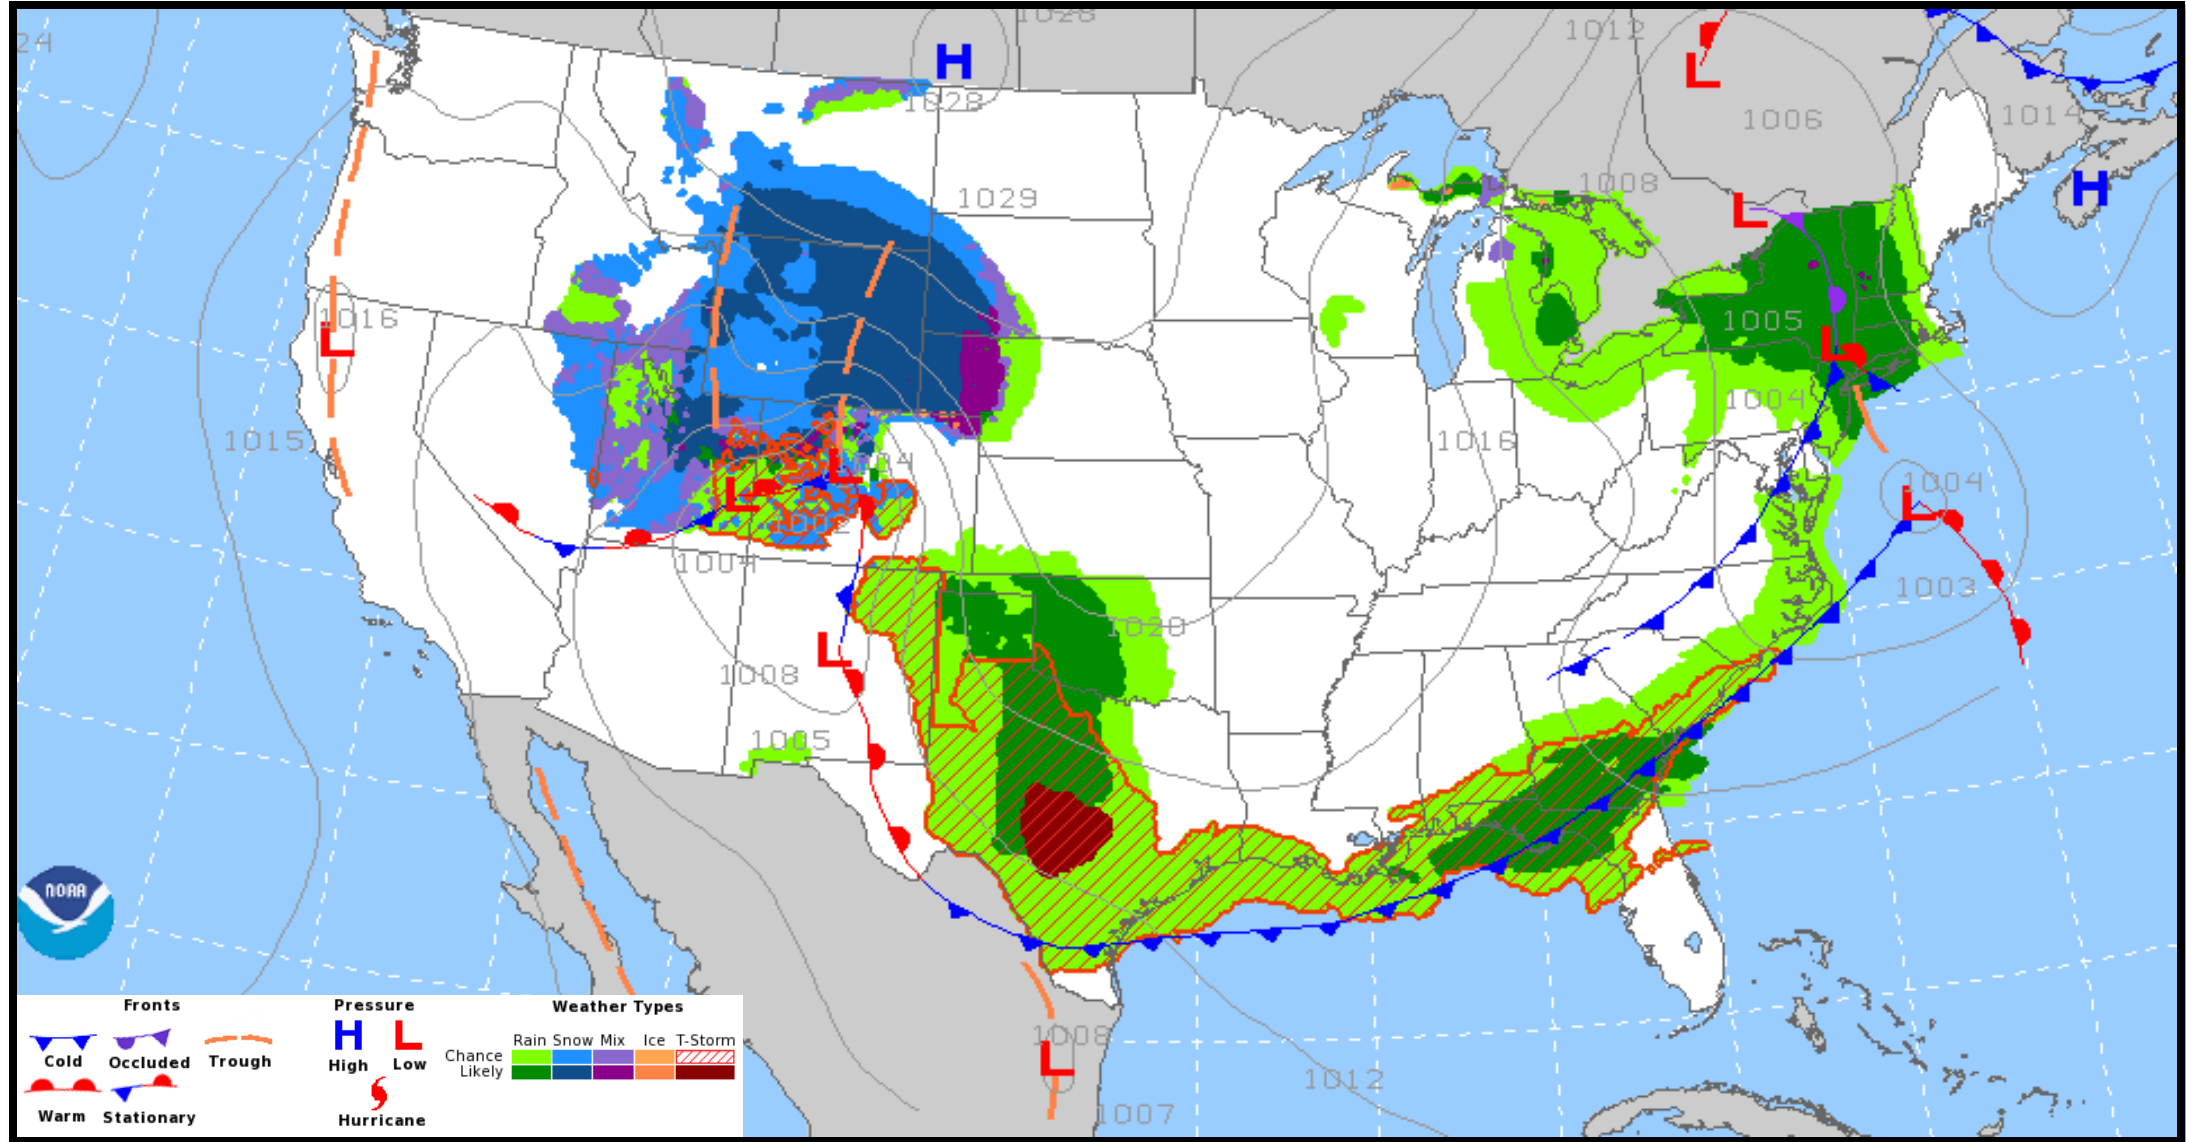 1028
1012
24
H
L
1028
1006
1014
1029
1008
H
L
1016
L
1005
L
1015
1004
1016
L
L
1004
L
1004
1003
1020
L
1008
1005
NOAA
1008
L
1012
1007
Fronts
Pressure
Weather Types
H
L
Rain Snow Mix Ice T-Storm
Cold
Occluded
Trough
High
Low
Chance
Likely
Warm
Stationary
Hurricane